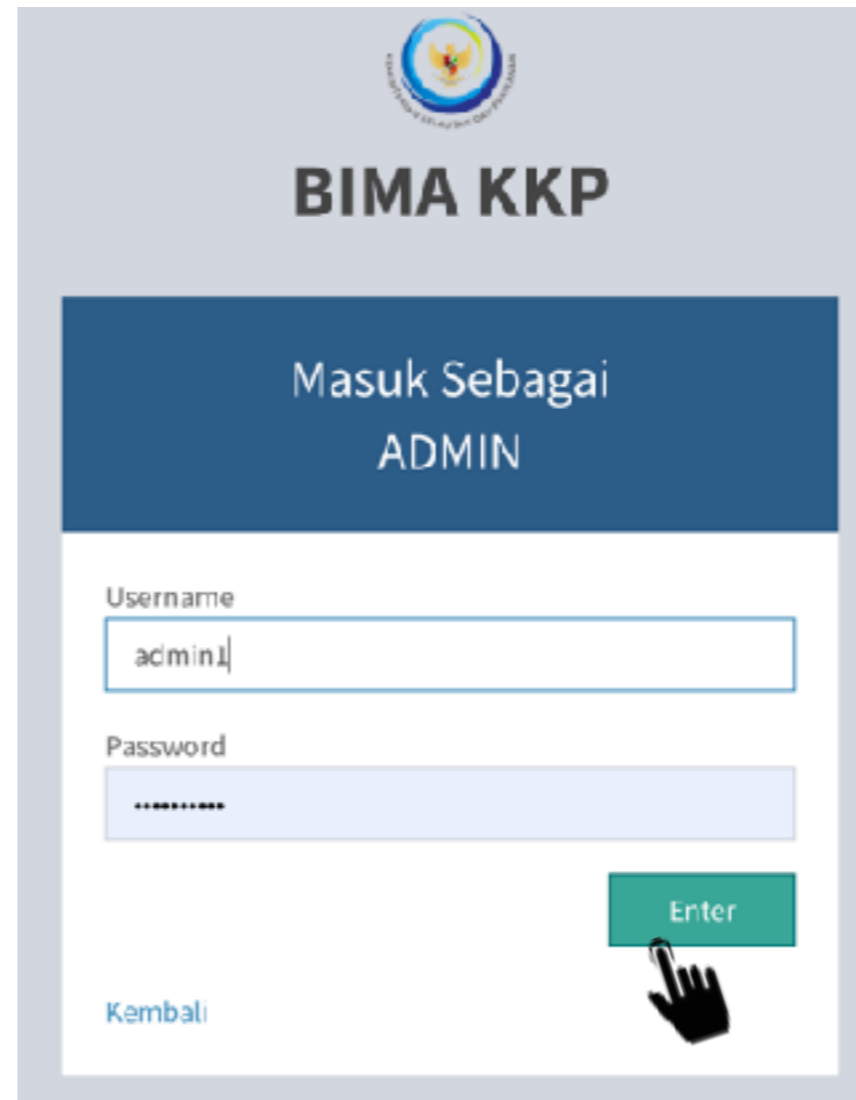 BIMA KKP
Masuk Sebagai
ADMIN
Username
admin1
Password
Enter
Kembali